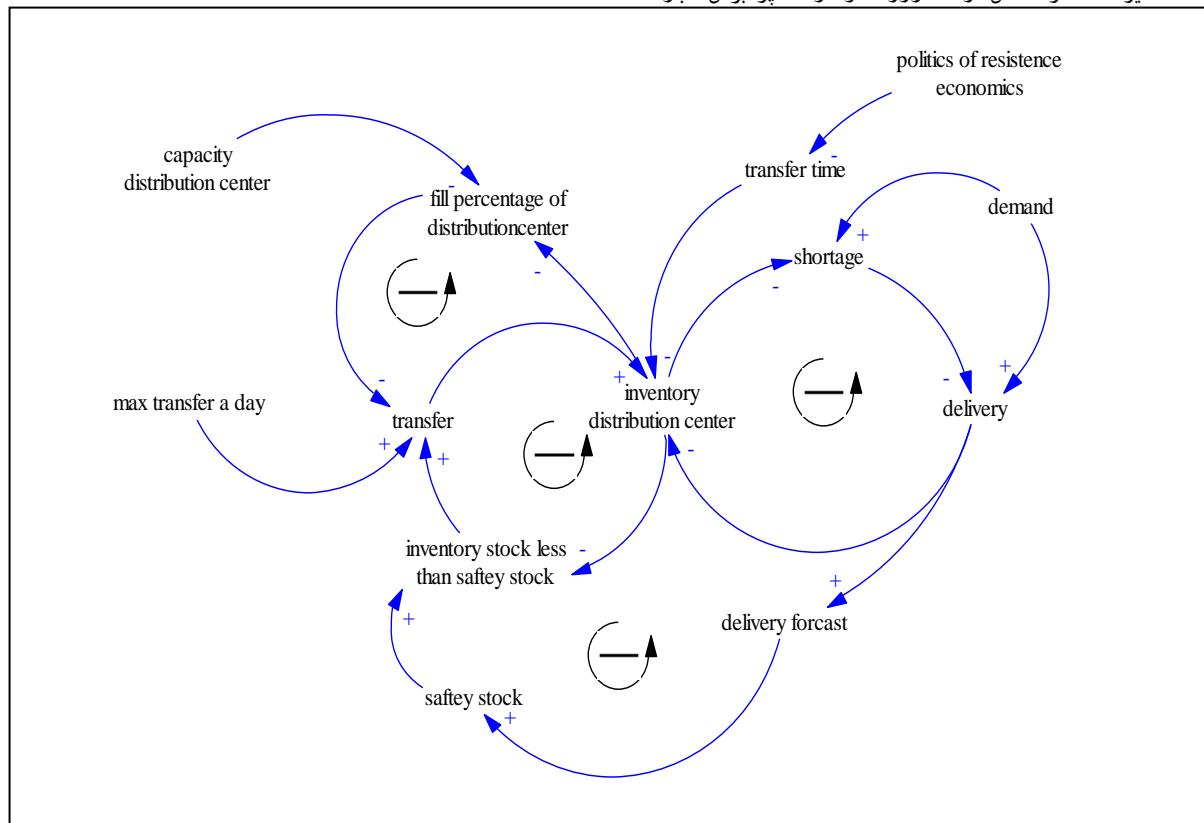 politics of resistence
economics
capacity
distribution center
transfer time
-
-
fill percentage of
distributioncenter
demand
+
shortage
-
-
-
+
-
-
+
max transfer a day
inventory
distribution center
delivery
transfer
+
+
-
inventory stock less
than saftey stock
-
+
+
delivery forcast
saftey stock
+